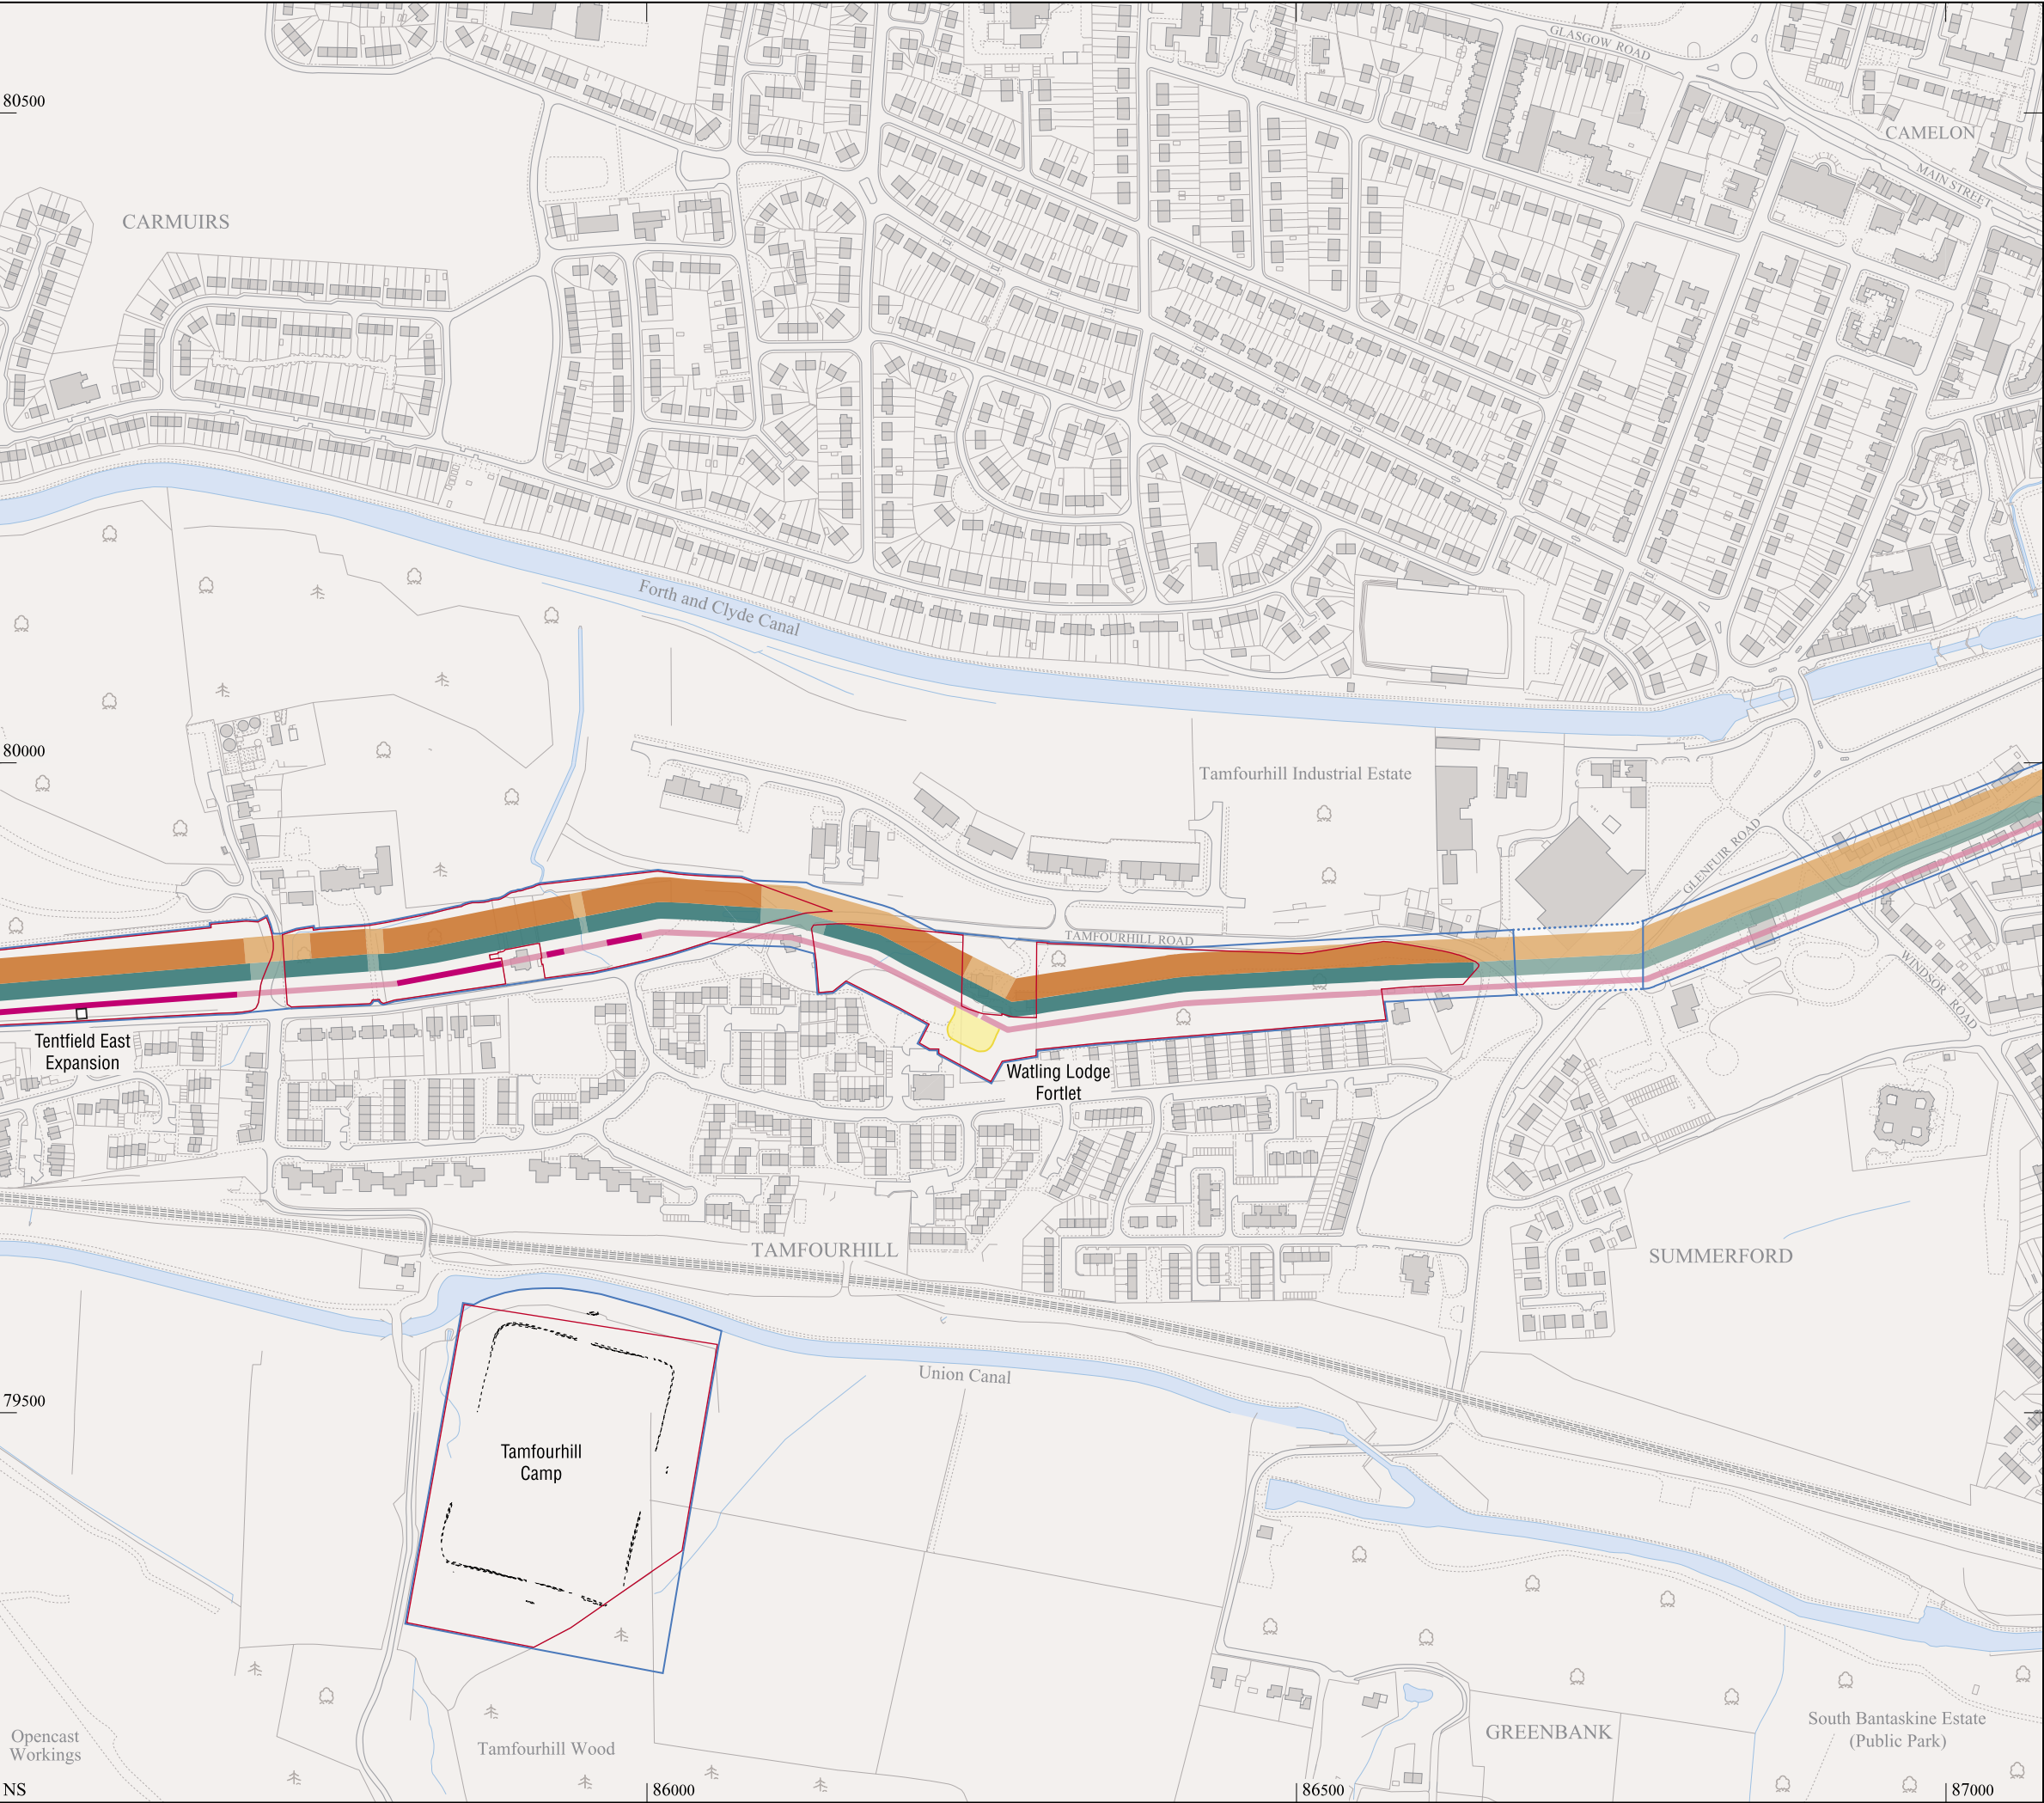 GLASGOW ROAD
80500
CAMELON
MAIN STREET
CARMUIRS
Forth and Clyde Canal
80000
Tamfourhill Industrial Estate
GLENFUIR ROAD
TAMFOURHILL ROAD
WINDSOR ROAD
Tentfield East
Expansion
Watling Lodge
Fortlet
TAMFOURHILL
SUMMERFORD
Union Canal
79500
Tamfourhill
Camp
Opencast
Workings
Tamfourhill Wood
GREENBANK
South Bantaskine Estate
(Public Park)
NS
86000
86500
87000